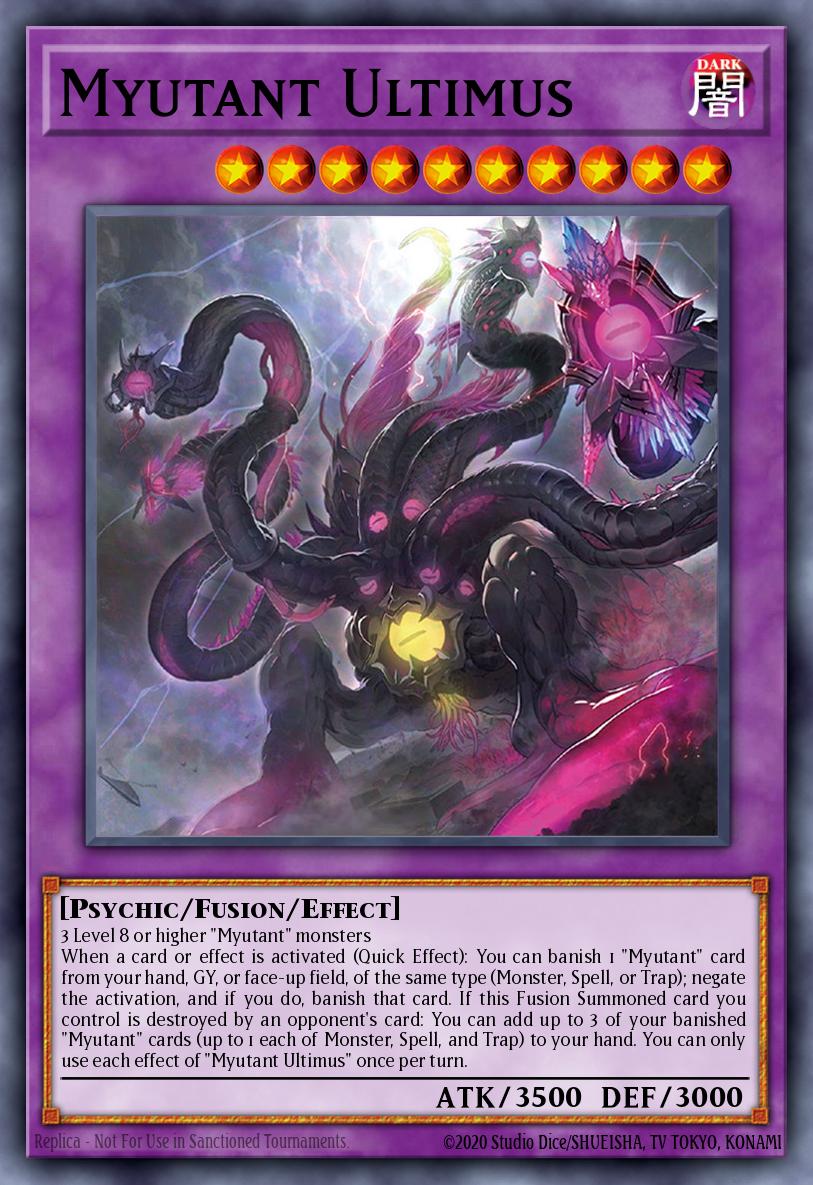 Myutant Ultimus
DARK
闇
[Psychic/Fusion/Effect]
3 Level 8 or higher "Myutant" monsters
When a card or effect is activated (Quick Effect): You can banish 1 "Myutant" card
from your hand, GY, or face-up field, of the same type (Monster, Spell, or Trap); negate
the activation, and if you do, banish that card. If this Fusion Summoned card you
control is destroyed by an opponent's card: You can add up to 3 of your banished
"Myutant" cards (up to 1 each of Monster, Spell, and Trap) to your hand. You can only
use each effect of "Myutant Ultimus" once per turn.
ATK/3500 DEF/3000
Replica - Not For Use in Sanctioned Tournaments.
©2020 Studio Dice/SHUEISHA, TV TOKYO, KONAMI